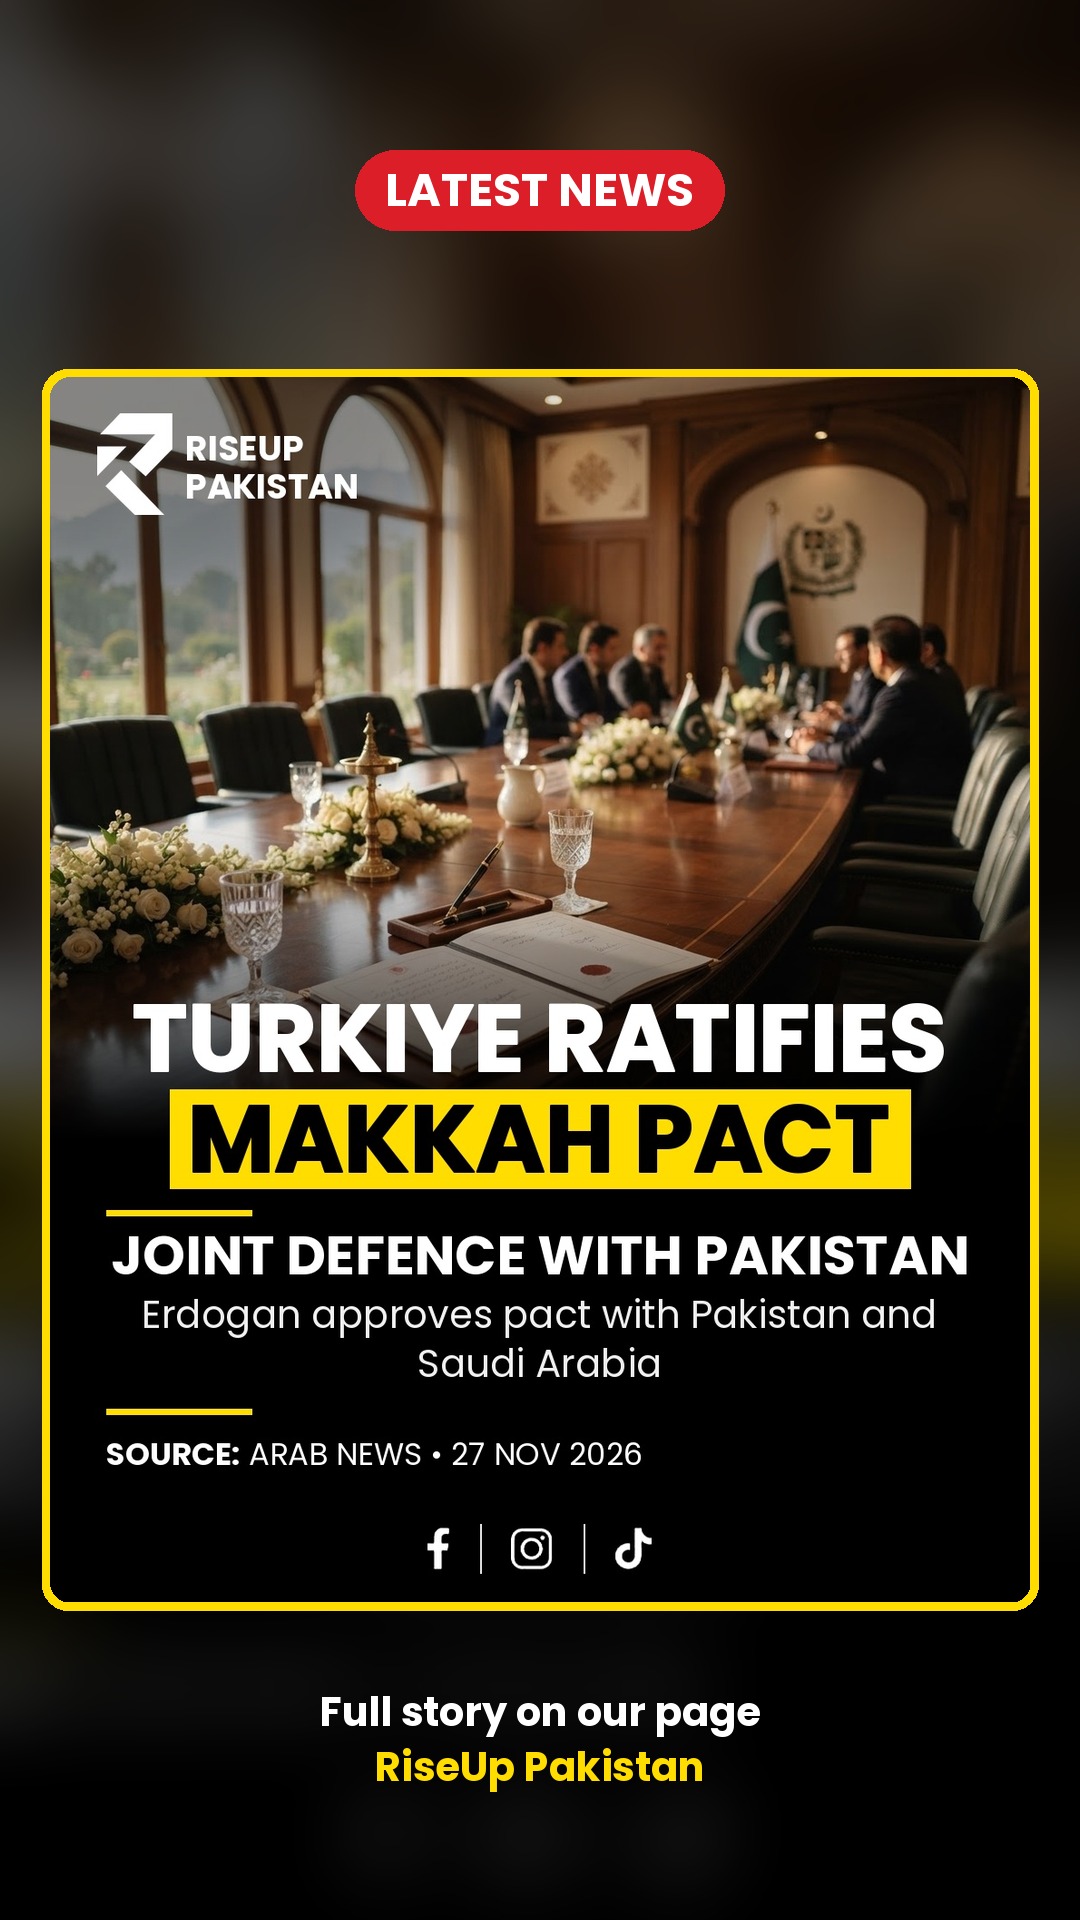 LATEST NEWS
RISEUP
PAKISTAN
TURKIYE RATIFIES
MAKKAH PACT
JOINT DEFENCE WITH PAKISTAN
Erdogan approves pact with Pakistan and
Saudi Arabia
SOURCE: ARAB NEWS • 27 NOV 2026
Full story on our page
RiseUp Pakistan